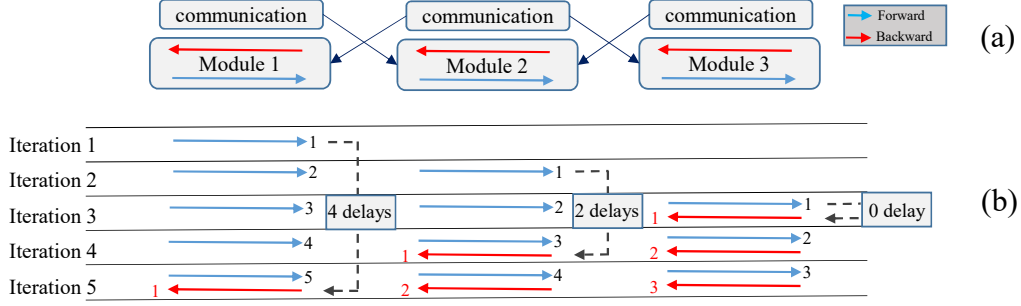 communication communication communication
Forward
Backward
(a)
Module 1 Module 2 Module 3
Iteration 1 1
Iteration 2 2 1
Iteration 3 3 4 delays 2 2 delays 1 1 0 delay
(b)
Iteration 4 4 1 3 2 2
Iteration 5 1 5 2 4 3 3